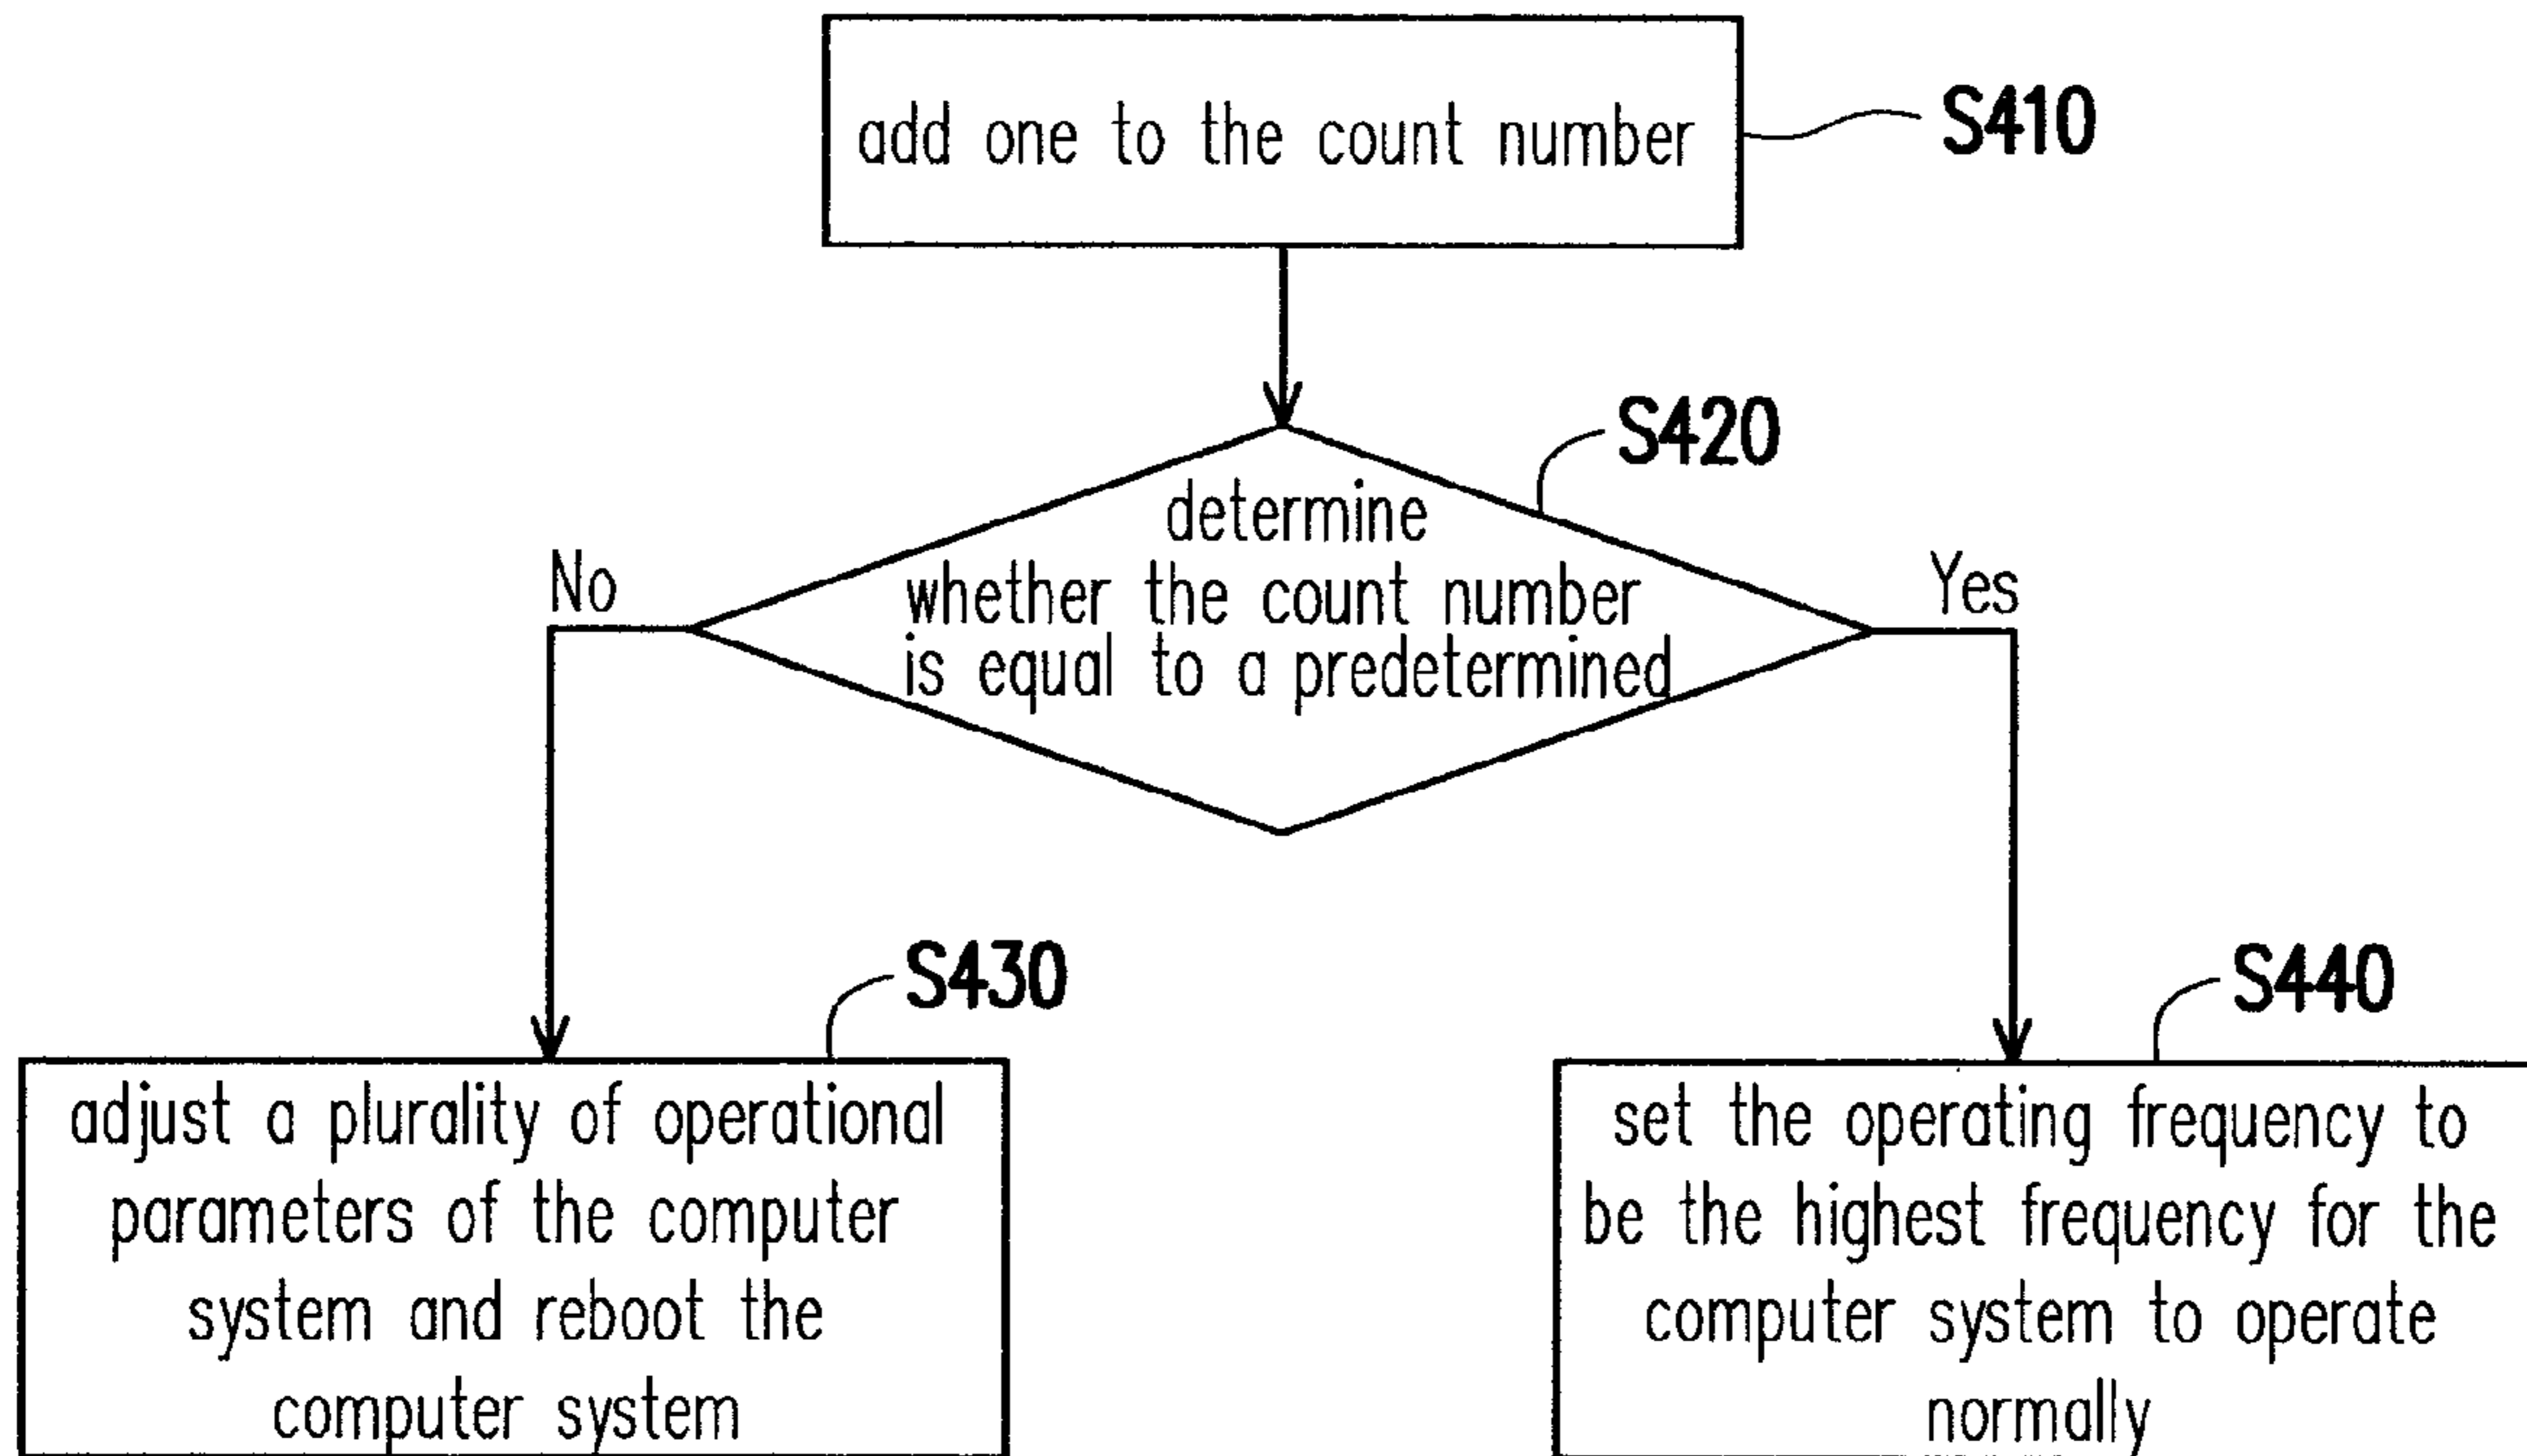 add one to the count number
S410
S420
determine
whether the count number
is equal to a predetermined
No
Yes
S430
adjust a plurality of operational
parameters of the computer
system and reboot the
computer system
S440
set the operating frequency to
be the highest frequency for the
computer system to operate
normally